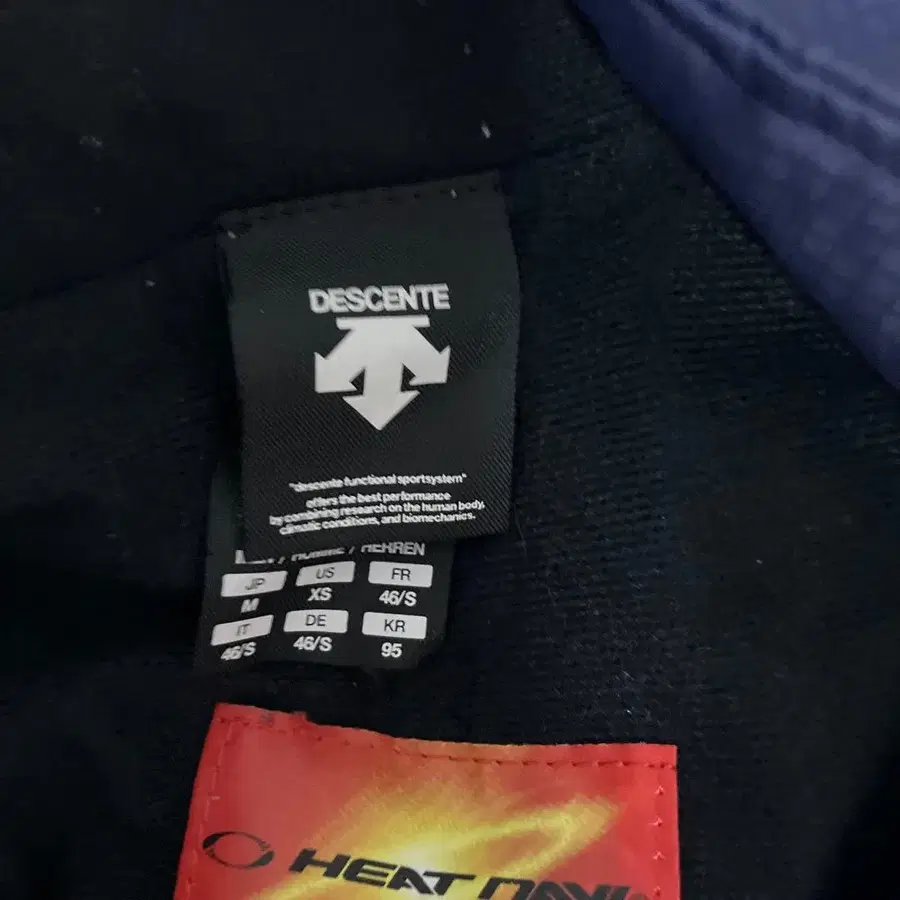 DESCENTE
"descente functional sportsystem"
offers the best performance
by combining research on the human body,
climatic conditions, and biomechanics.
/ HOMME / HERREN
JP US FR
M XS 46/S
IT DE KR
46/S 46/S 95
HEAT NAVI